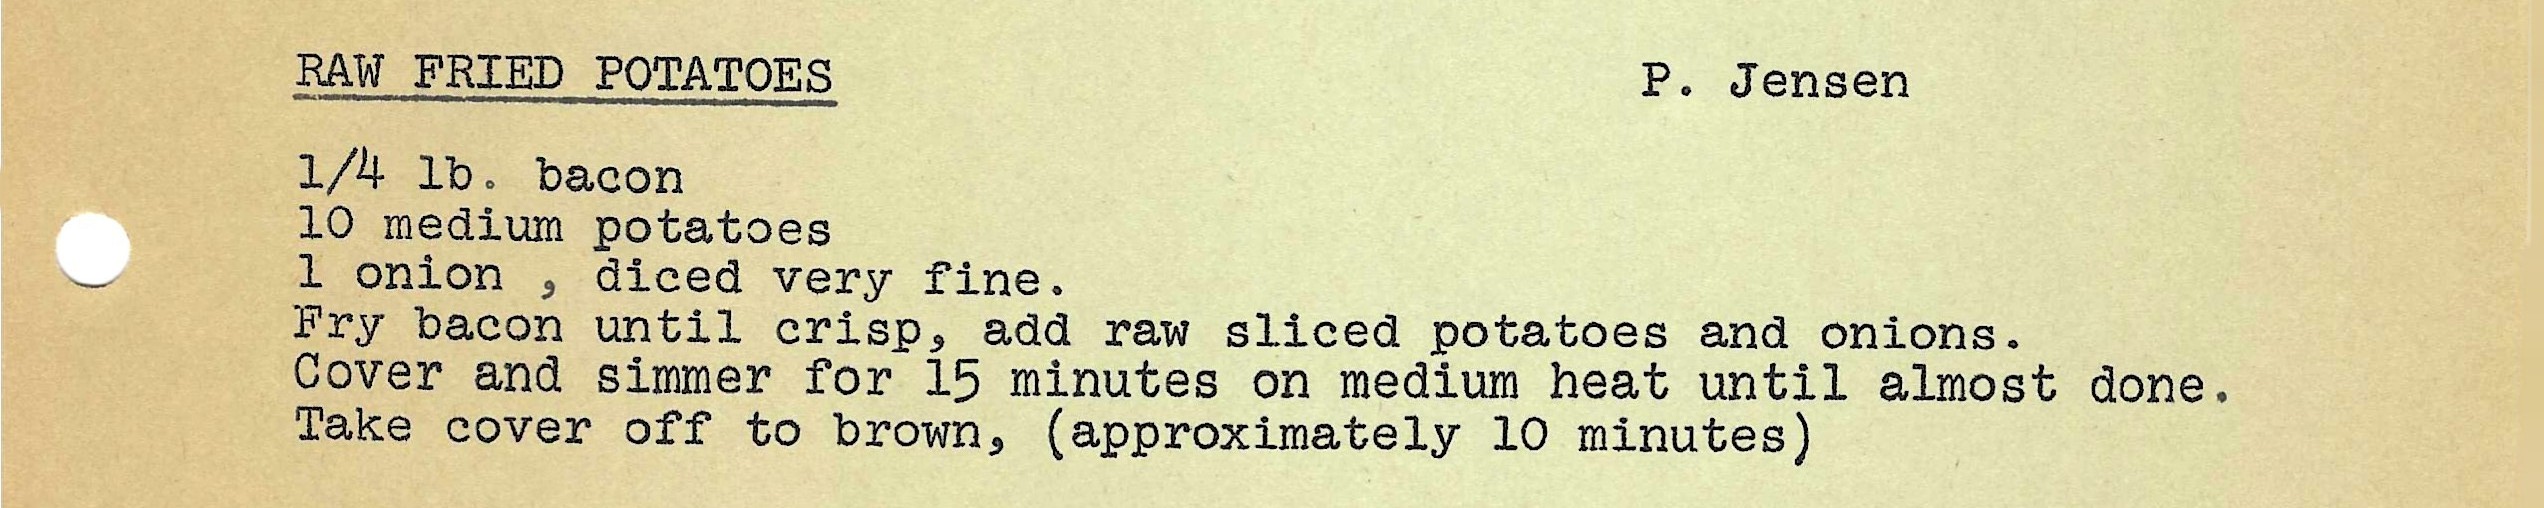 RAW FRIED POTATOES P. Jensen
1/4 lb. bacon
10 medium potatoes
1 onion , diced very fine.
Fry bacon until crisp, add raw sliced potatoes and onions.
Cover and simmer for 15 minutes on medium heat until almost done.
Take cover off to brown, (approximately 10 minutes)